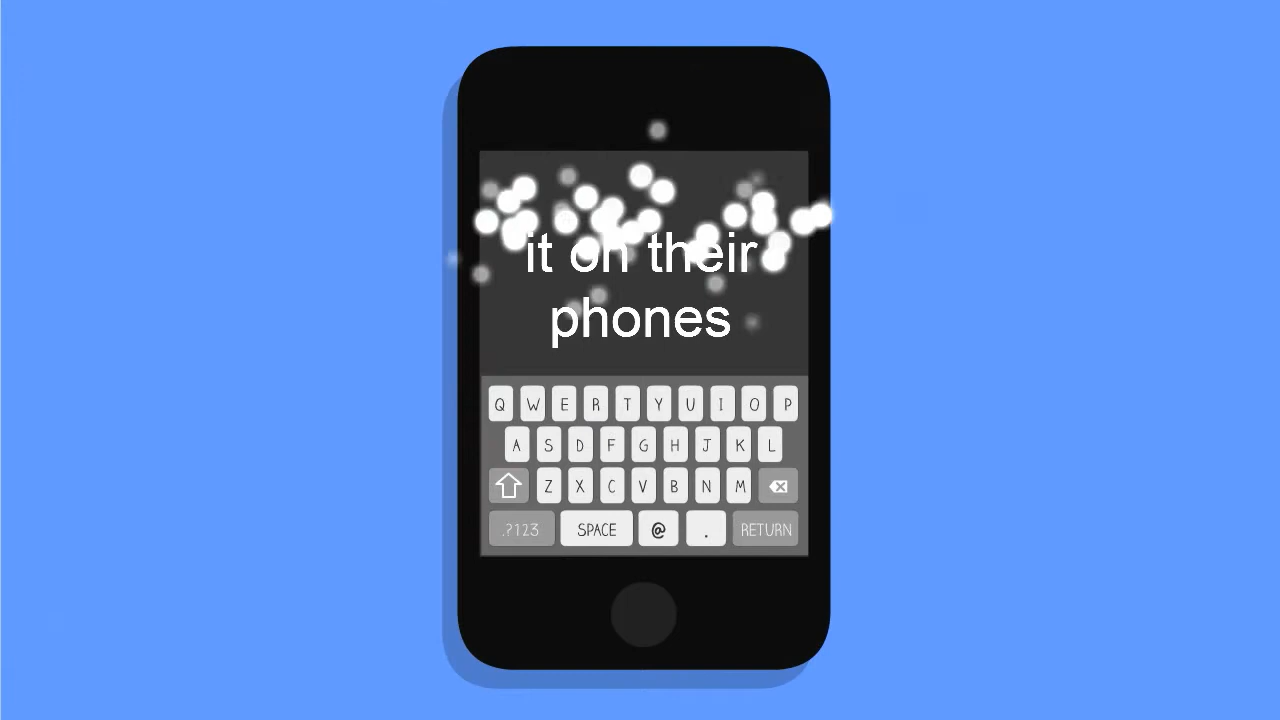 it on their
phones
Q W E R T Y U I O P
A S D F G H J K L
Z X C V B N M
.?123 SPACE @ . RETURN